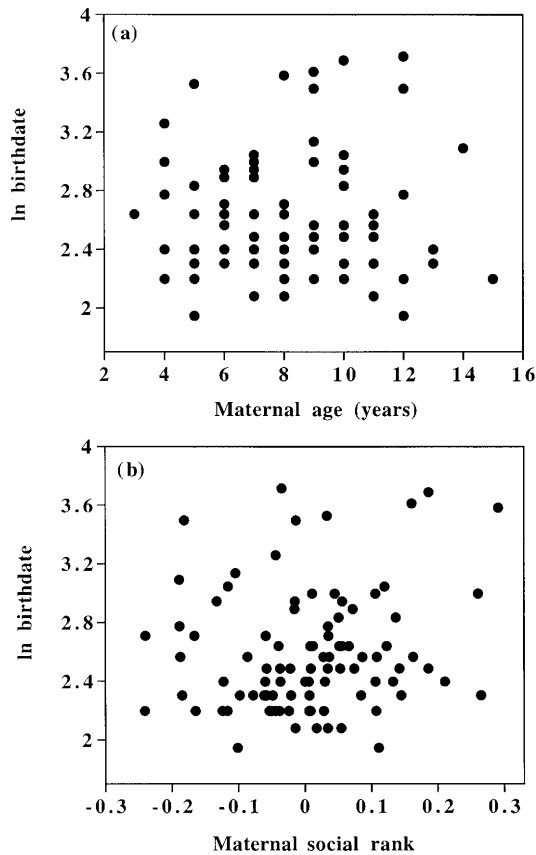 (a)
4
3.6
3.2
2.8
2.4
2
ln birthdate
2 4 6 8 10 12 14 16
Maternal age (years)
(b)
4
3.6
3.2
2.8
2.4
2
ln birthdate
-0.3 -0.2 -0.1 0 0.1 0.2 0.3
Maternal social rank